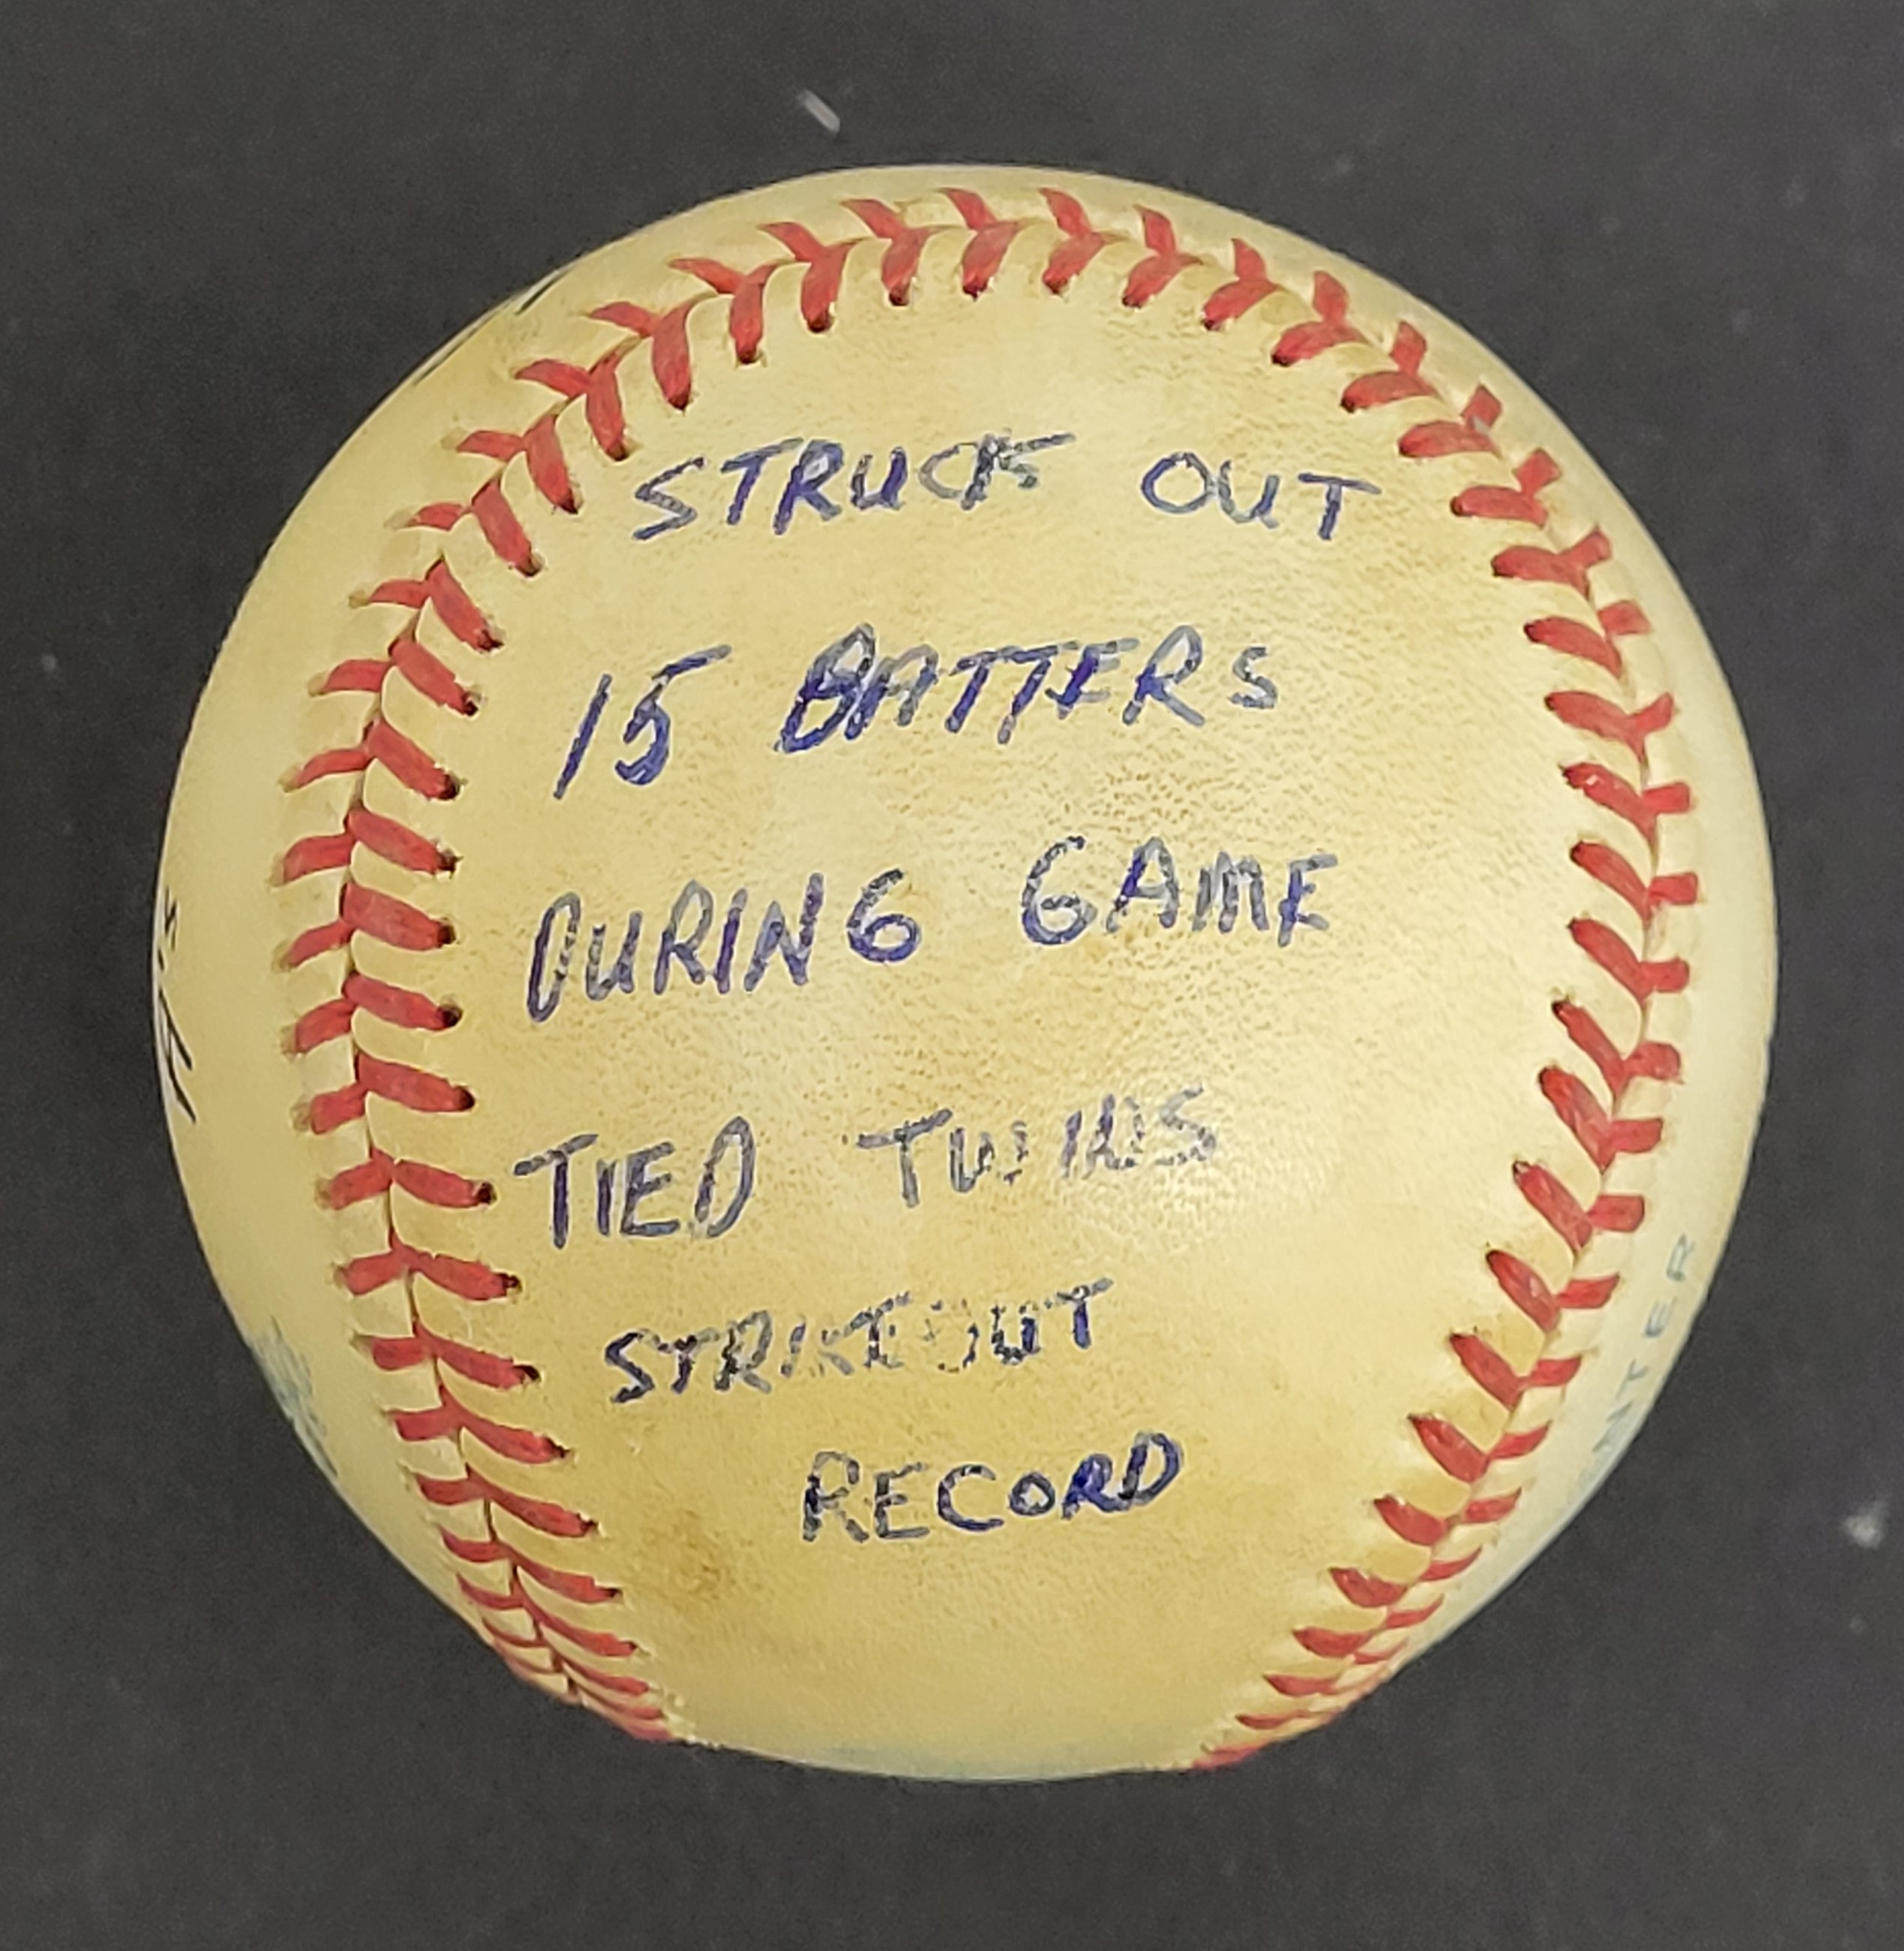 STRUCK OUT
15 BATTERS
DURING GAME
TIED TWINS
STRIKEOUT
RECORD